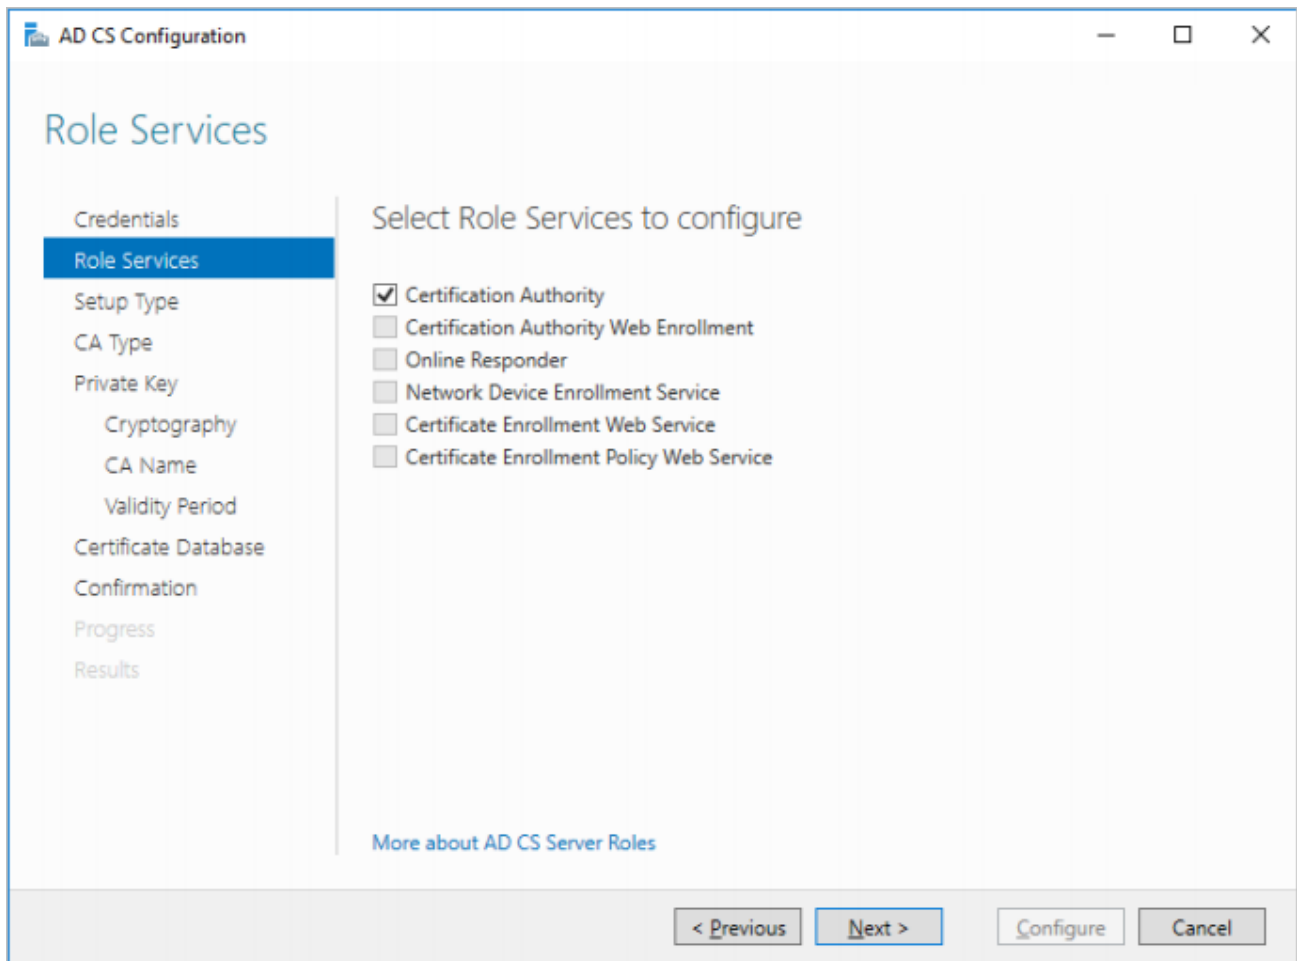 AD CS Configuration
Role Services
Credentials
Role Services
Setup Type
CA Type
Private Key
Cryptography
CA Name
Validity Period
Certificate Database
Confirmation
Progress
Results
Select Role Services to configure
Certification Authority
Certification Authority Web Enrollment
Online Responder
Network Device Enrollment Service
Certificate Enrollment Web Service
Certificate Enrollment Policy Web Service
More about AD CS Server Roles
< Previous
Next >
Configure
Cancel